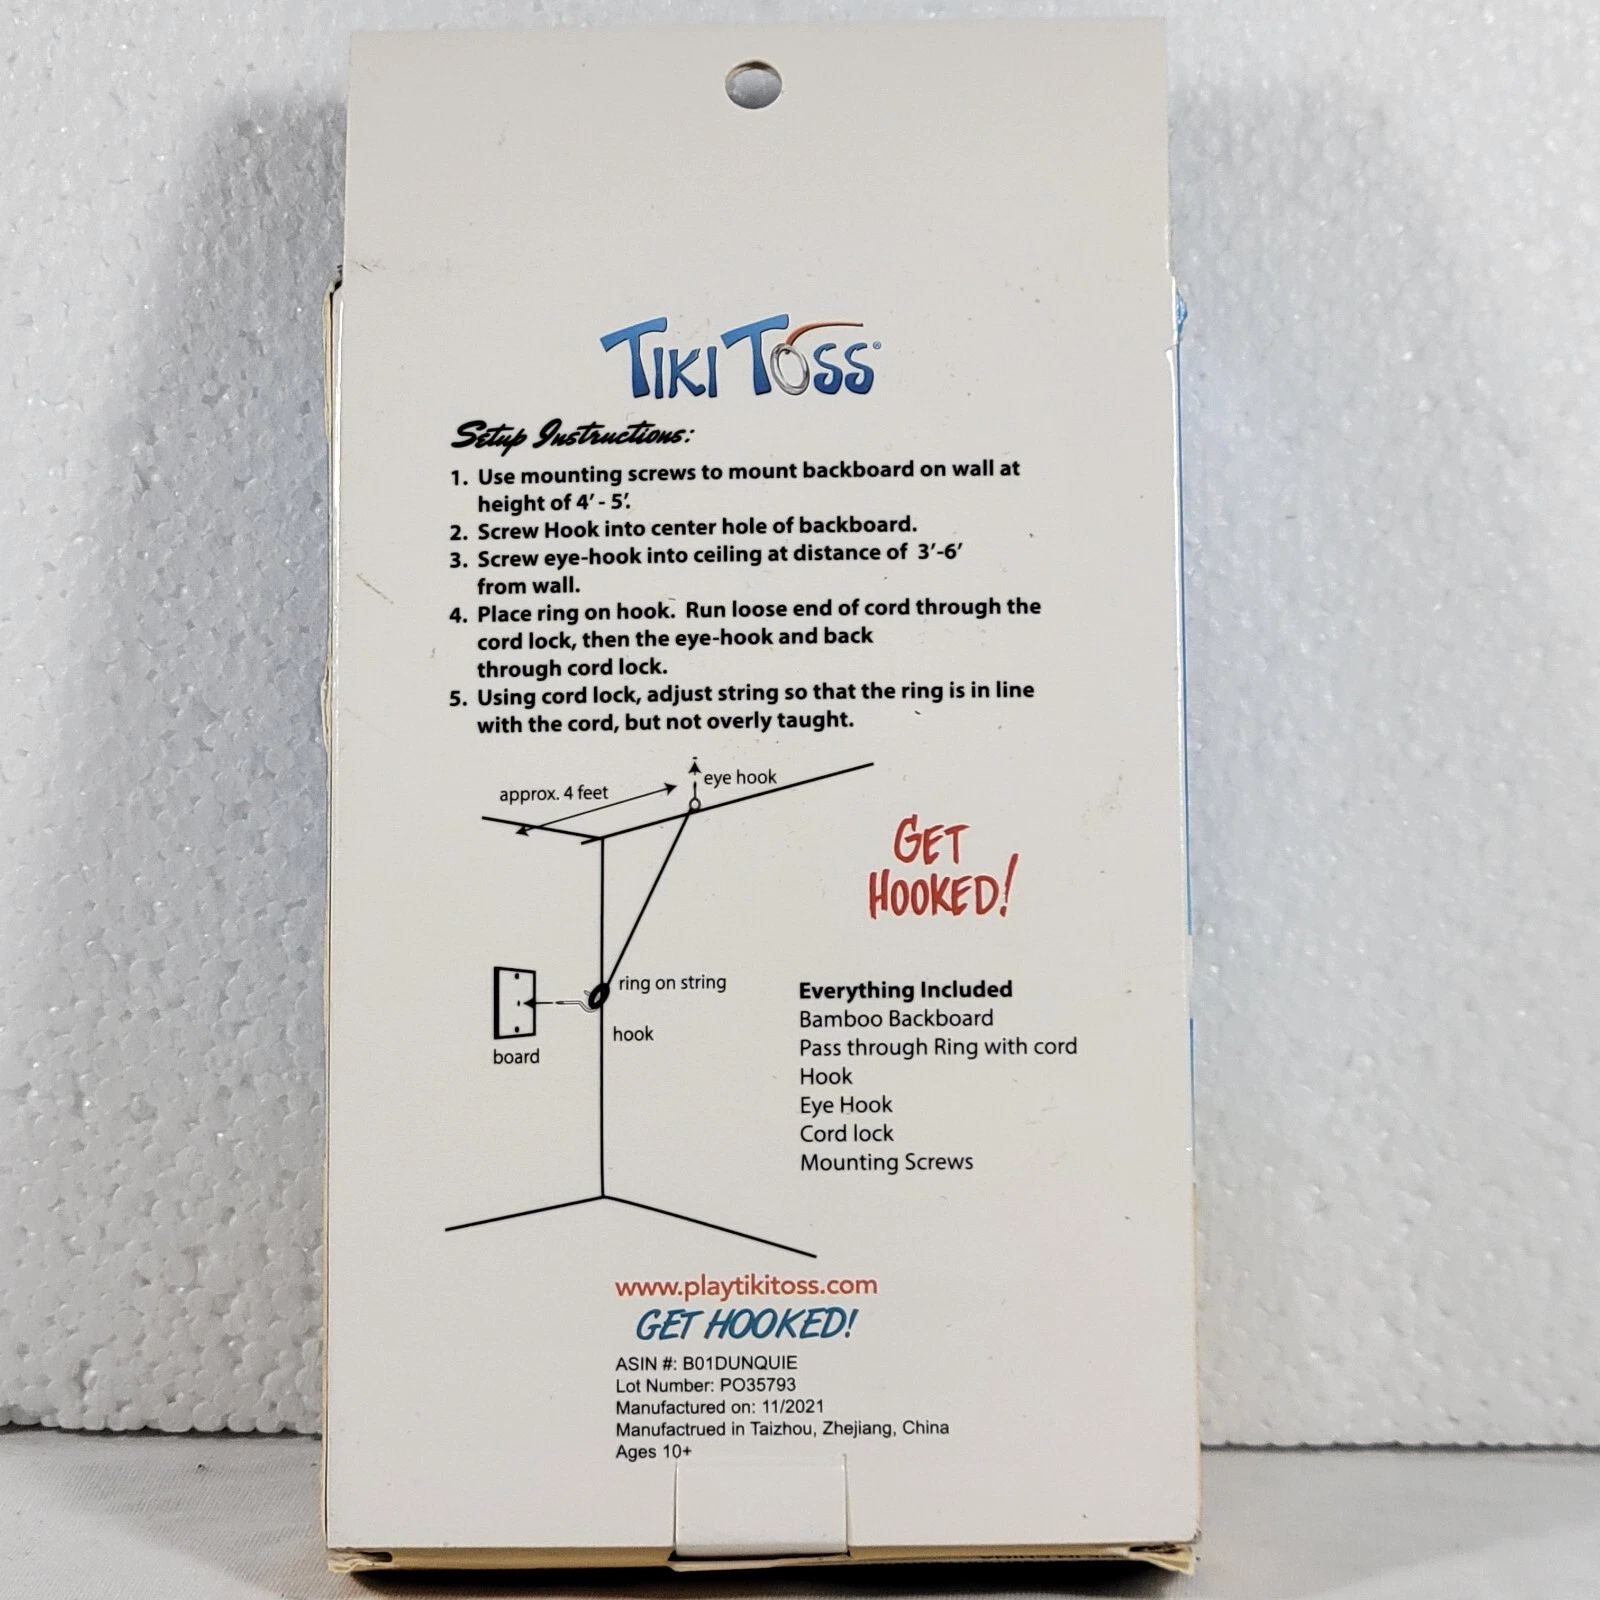 TIKI TOSS®
Setup Instructions:
1. Use mounting screws to mount backboard on wall at
height of 4' - 5'.
2. Screw Hook into center hole of backboard.
3. Screw eye-hook into ceiling at distance of 3'-6'
from wall.
4. Place ring on hook. Run loose end of cord through the
cord lock, then the eye-hook and back
through cord lock.
5. Using cord lock, adjust string so that the ring is in line
with the cord, but not overly taught.
eye hook
approx. 4 feet
GET
HOOKED!
ring on string
hook
board
Everything Included
Bamboo Backboard
Pass through Ring with cord
Hook
Eye Hook
Cord lock
Mounting Screws
www.playtikitoss.com
GET HOOKED!
ASIN #: B01DUNQUIE
Lot Number: PO35793
Manufactured on: 11/2021
Manufactrued in Taizhou, Zhejiang, China
Ages 10+